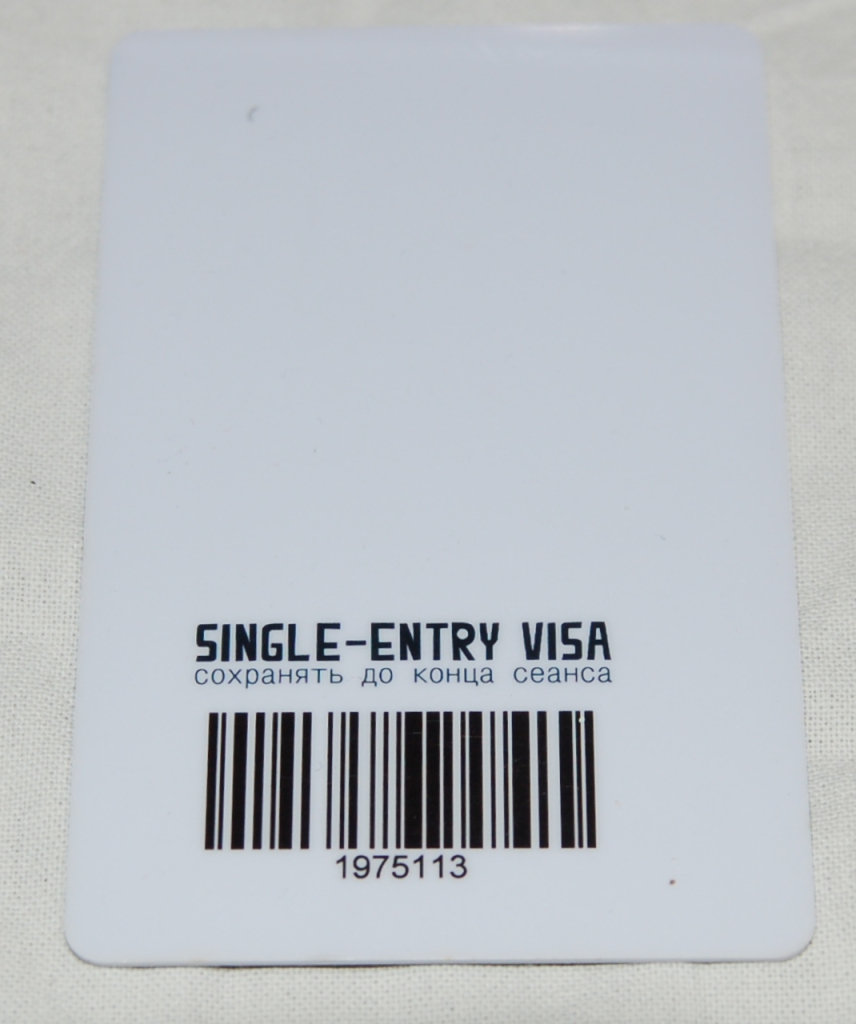 SINGLE-ENTRY VISA
сохранять до конца сеанса
1975113